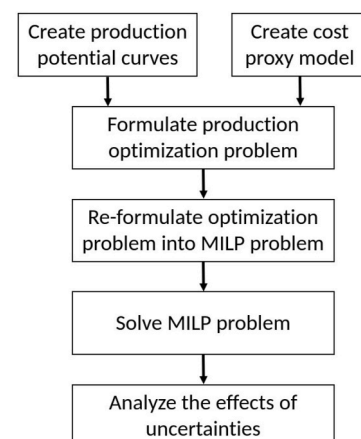 Create production
potential curves
Create cost
proxy model
Formulate production
optimization problem
Re-formulate optimization
problem into MILP problem
Solve MILP problem
Analyze the effects of
uncertainties